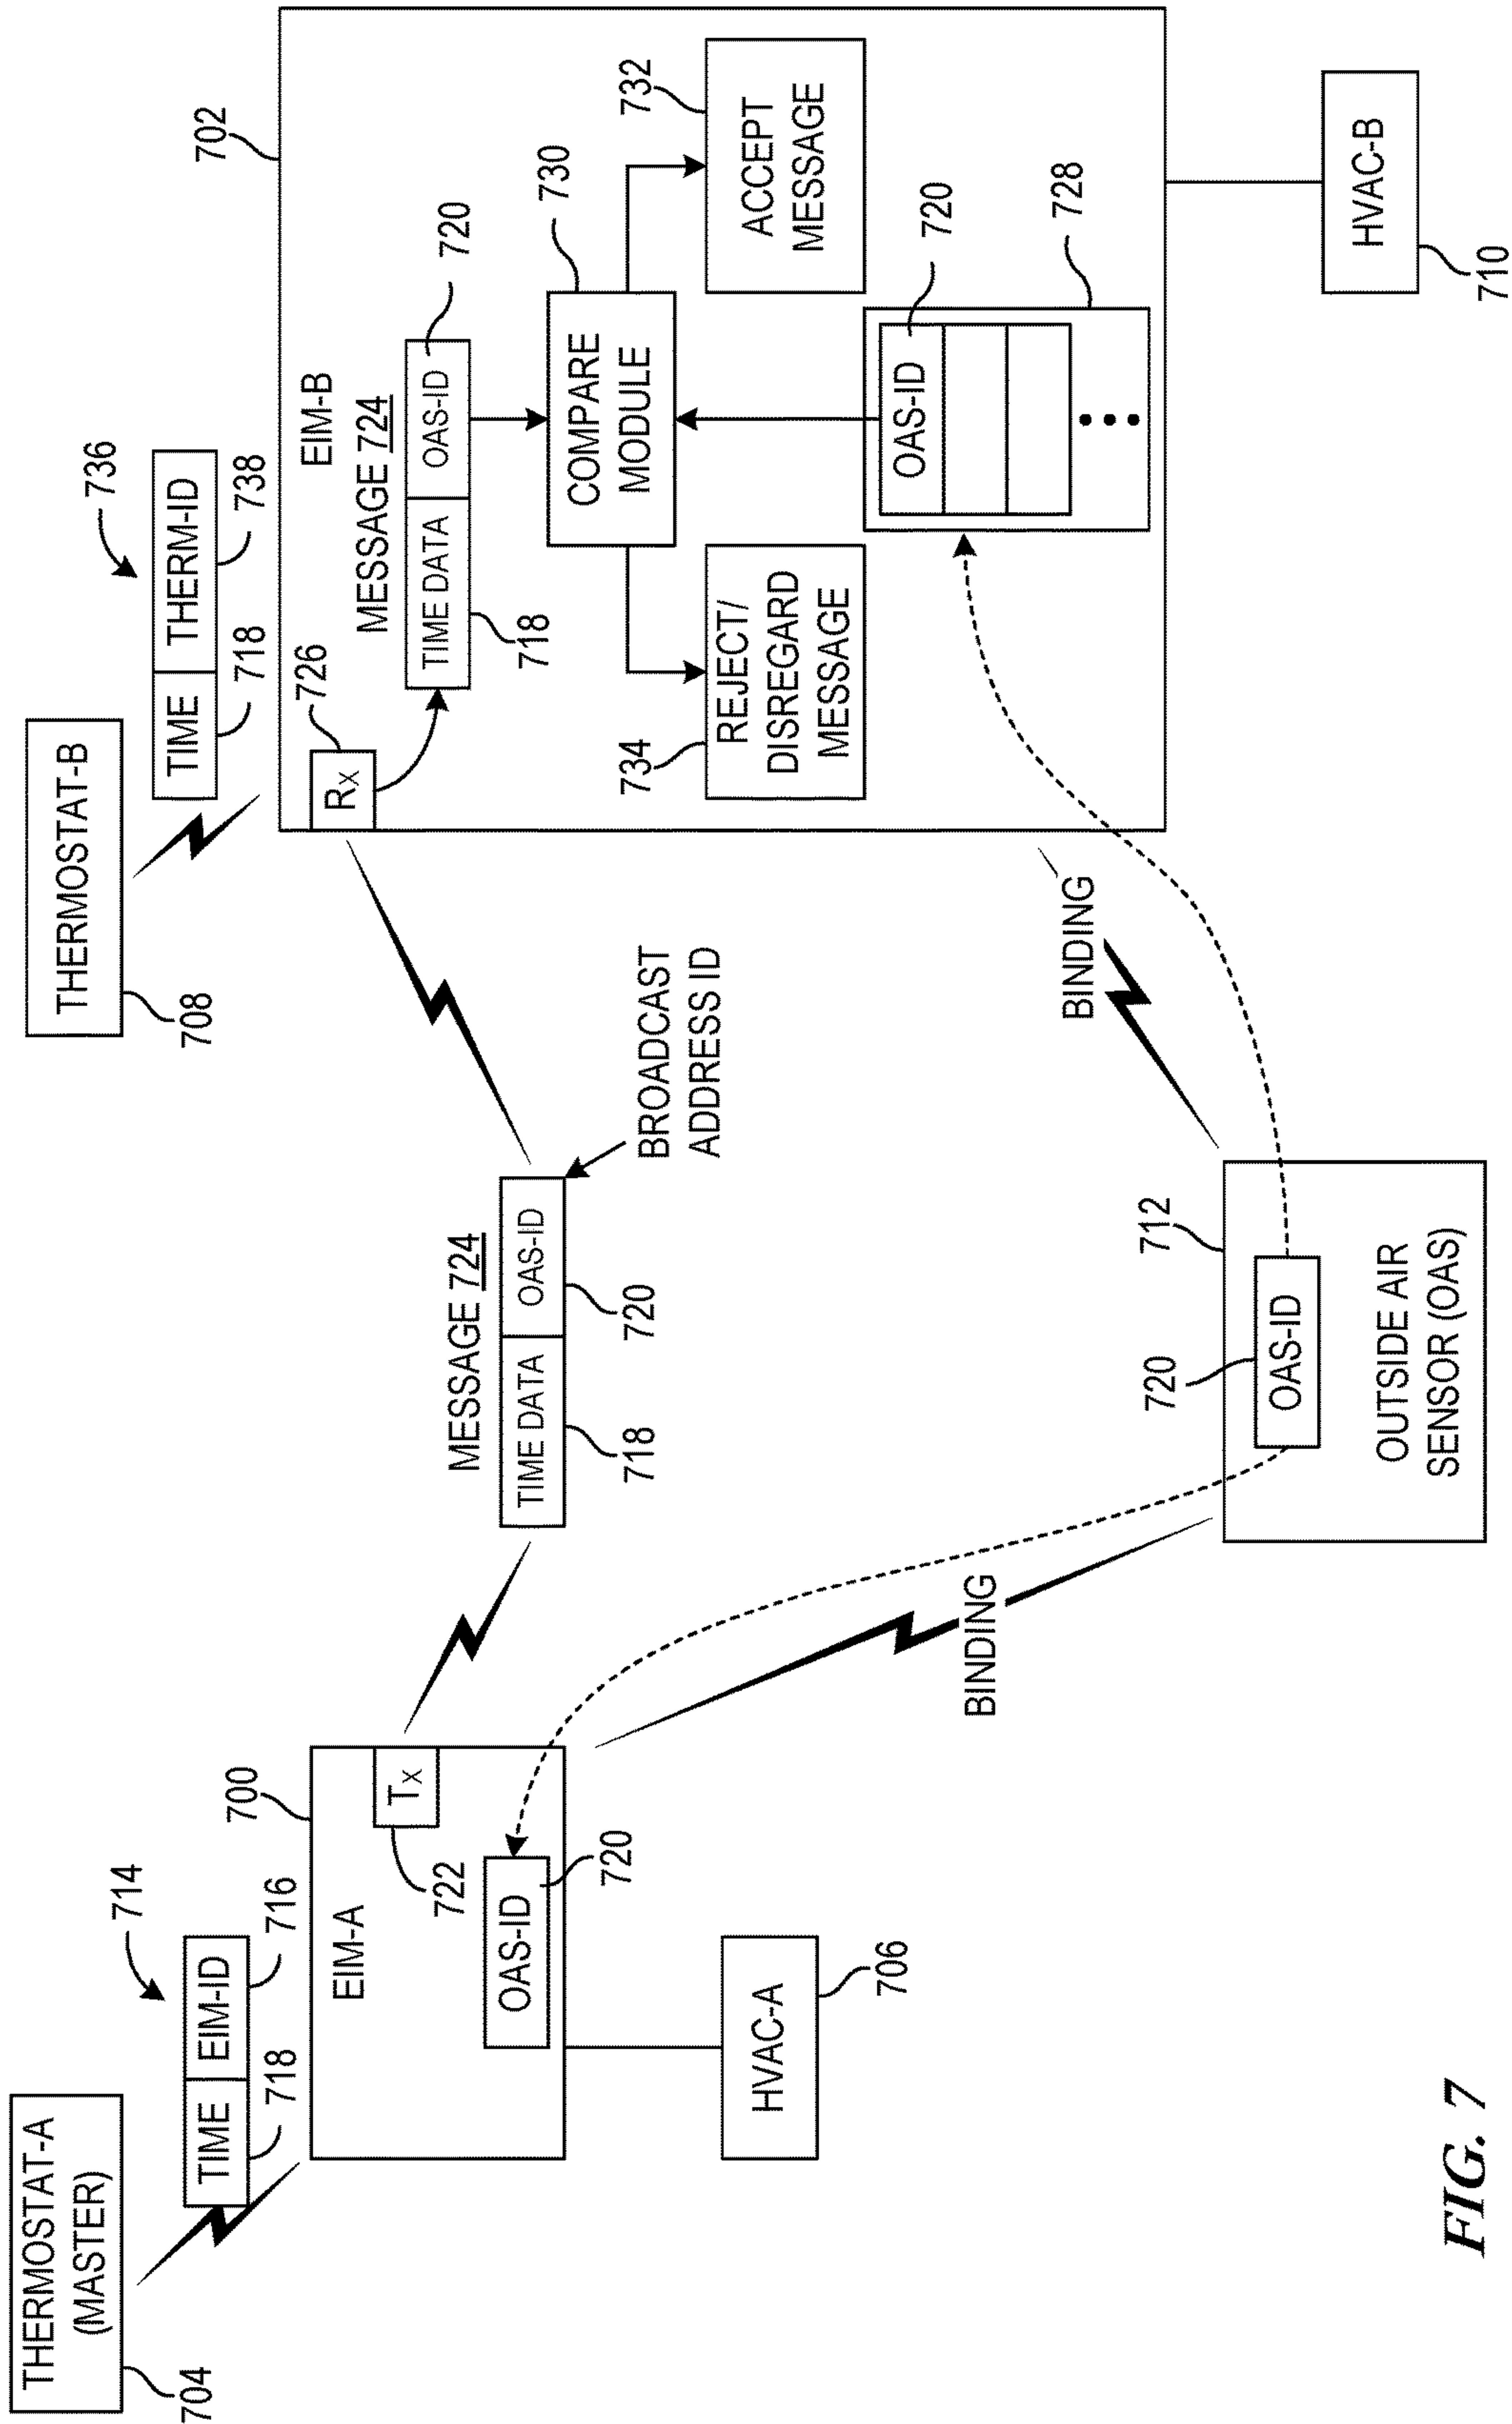 THERMOSTAT-A
(MASTER)
704
714
TIME
EIM-ID
718
716
700
EIM-A
TX
722
OAS-ID
720
HVAC-A
706
BINDING
MESSAGE 724
TIME DATA
OAS-ID
718
720
BROADCAST
ADDRESS ID
712
OAS-ID
720
OUTSIDE AIR
SENSOR (OAS)
BINDING
THERMOSTAT-B
708
736
TIME
THERM-ID
718
738
702
EIM-B
RX
726
MESSAGE 724
TIME DATA
OAS-ID
718
720
COMPARE
MODULE
730
REJECT/
DISREGARD
MESSAGE
734
ACCEPT
MESSAGE
732
OAS-ID
720
728
HVAC-B
710
FIG. 7